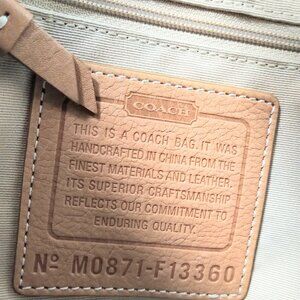 COACH
THIS IS A COACH BAG. IT WAS
HANDCRAFTED IN CHINA FROM THE
FINEST MATERIALS AND LEATHER.
ITS SUPERIOR CRAFTSMANSHIP
REFLECTS OUR COMMITMENT TO
ENDURING QUALITY.
Nº M0871-F13360